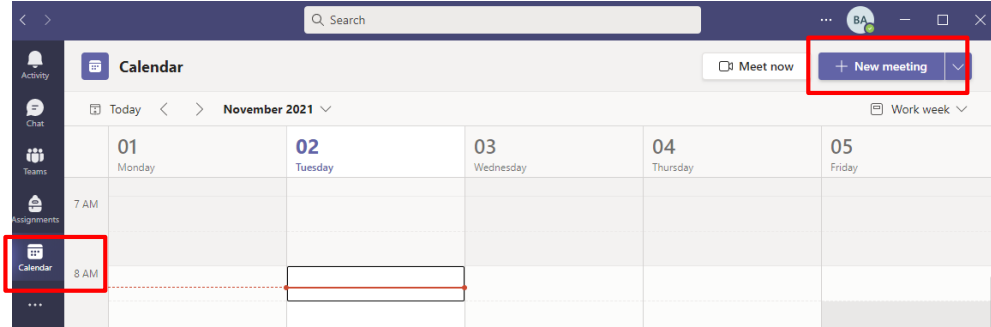 Search
BA
Activity
Calendar
Meet now
+ New meeting
Chat
Today
November 2021
Work week
Teams
01
02
03
04
05
Monday
Tuesday
Wednesday
Thursday
Friday
Assignments
7 AM
Calendar
8 AM